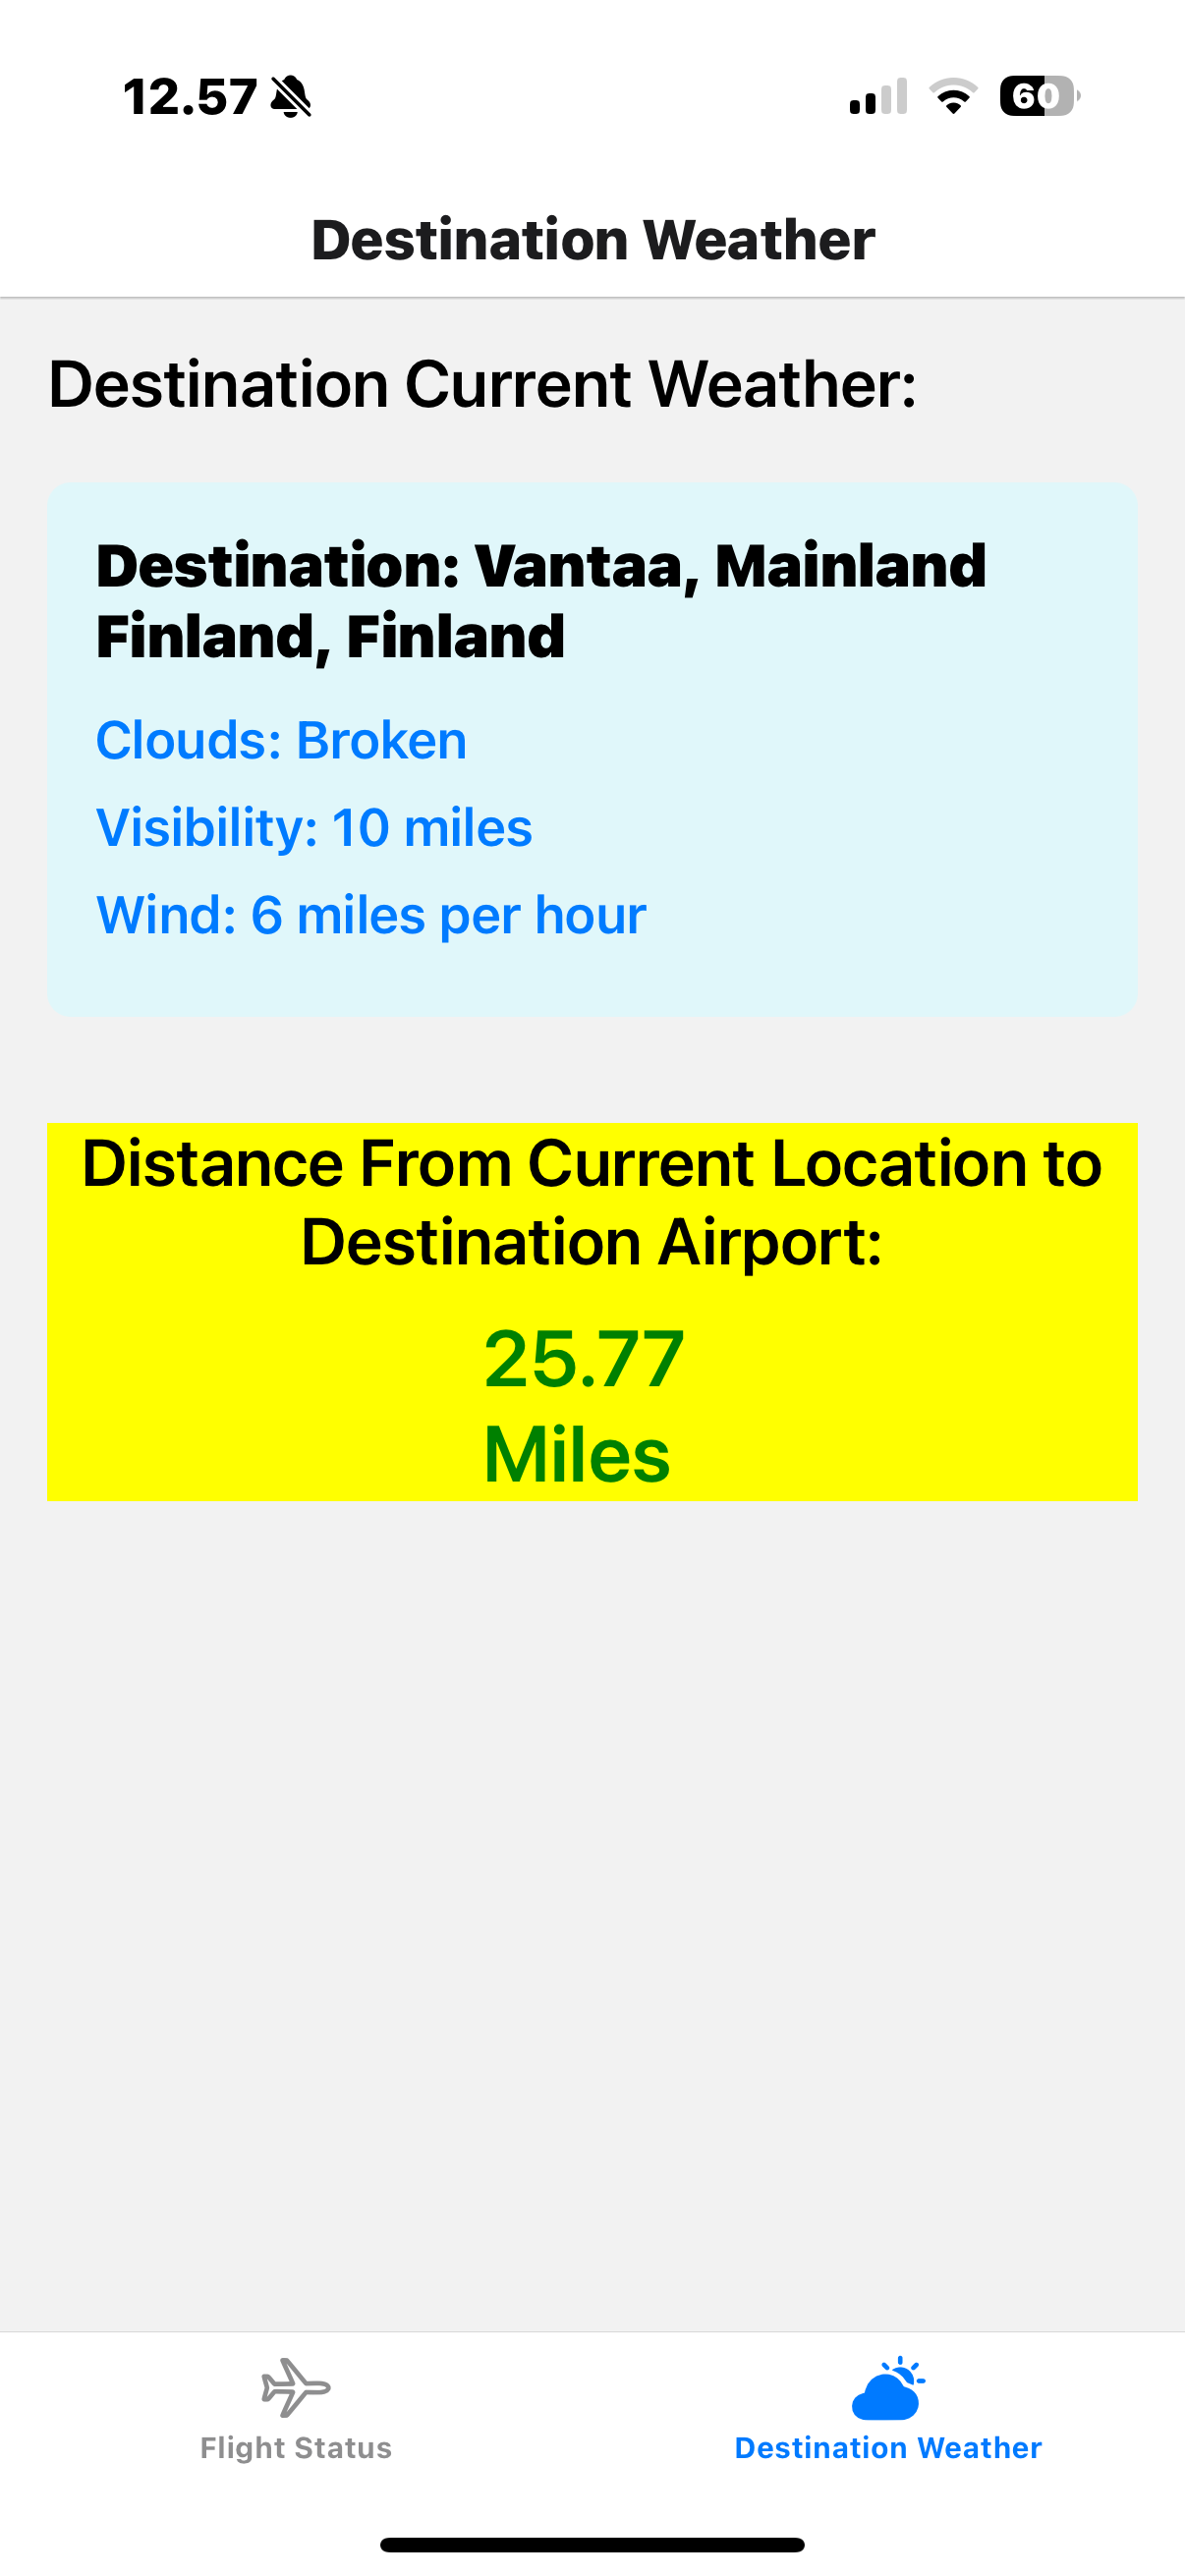 12.57
60
Destination Weather
Destination Current Weather:
Destination: Vantaa, Mainland
Finland, Finland
Clouds: Broken
Visibility: 10 miles
Wind: 6 miles per hour
Distance From Current Location to
Destination Airport:
25.77
Miles
Flight Status
Destination Weather